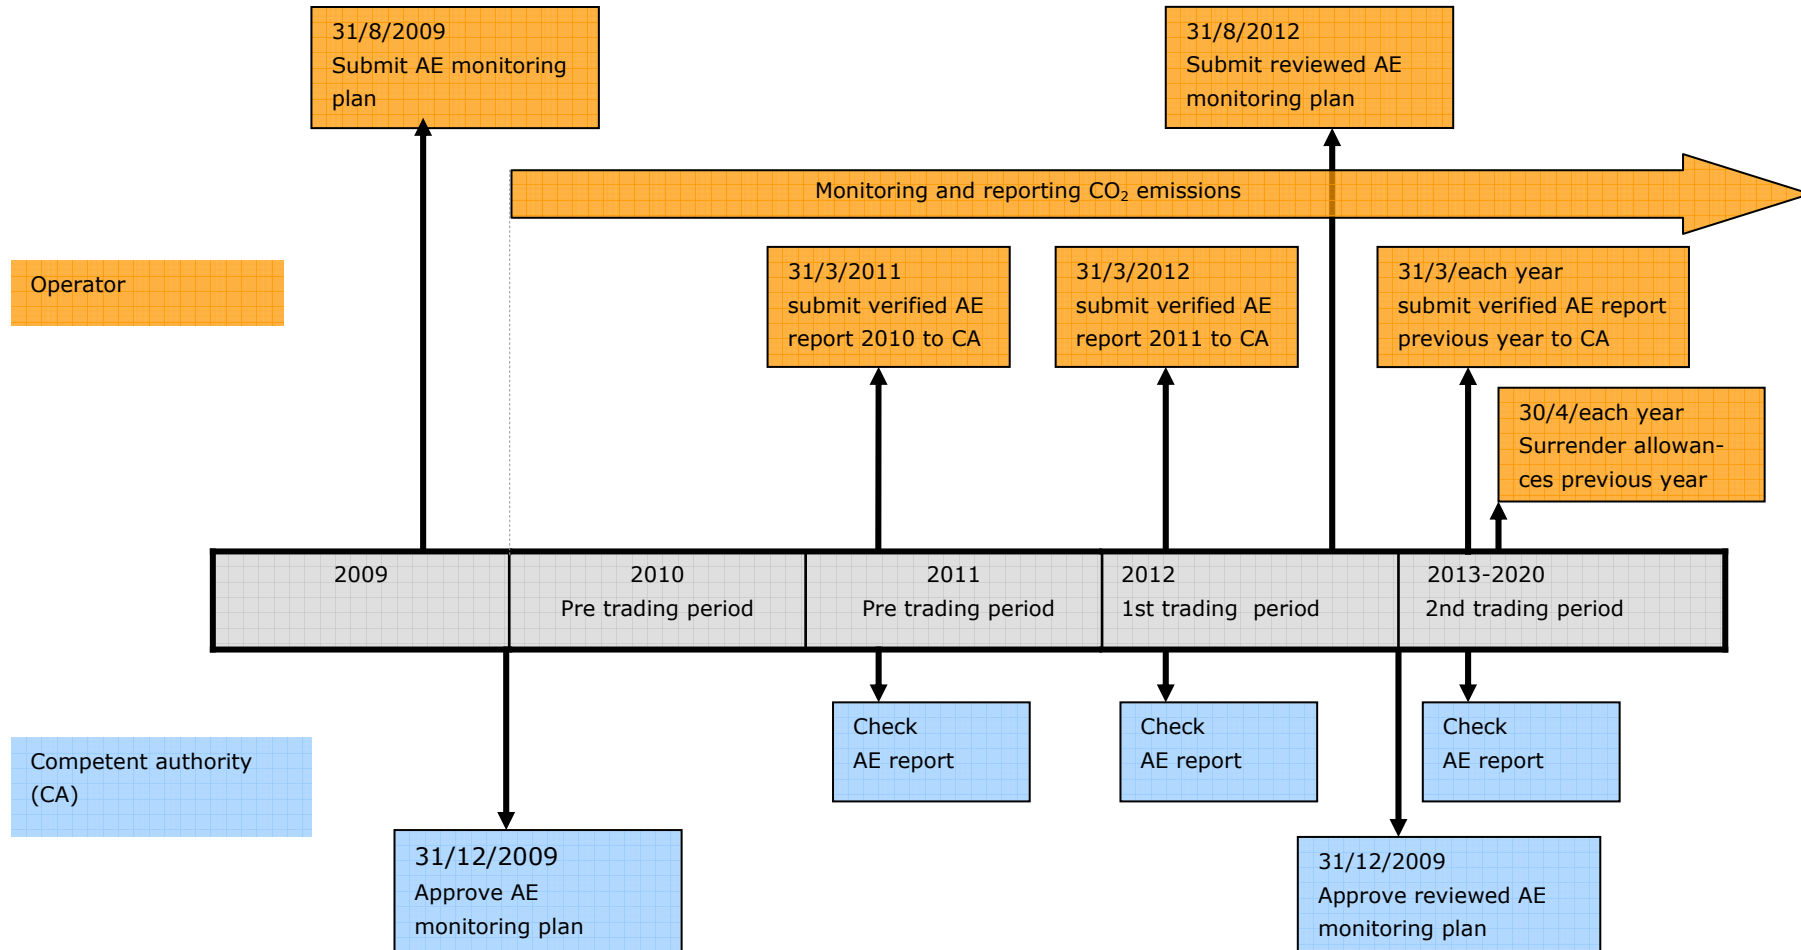 31/8/2009
Submit AE monitoring
plan
31/8/2012
Submit reviewed AE
monitoring plan
Monitoring and reporting CO₂ emissions
Operator
31/3/2011
submit verified AE
report 2010 to CA
31/3/2012
submit verified AE
report 2011 to CA
31/3/each year
submit verified AE report
previous year to CA
30/4/each year
Surrender allowan-
ces previous year
2009
2010
Pre trading period
2011
Pre trading period
2012
1st trading  period
2013-2020
2nd trading period
Competent authority
(CA)
Check
AE report
Check
AE report
Check
AE report
31/12/2009
Approve AE
monitoring plan
31/12/2009
Approve reviewed AE
monitoring plan